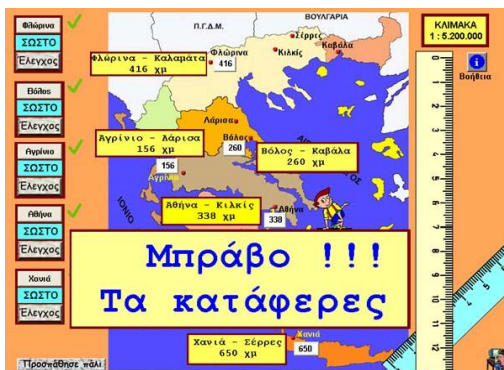 Φλώρινα
ΣΩΣΤΟ
Έλεγχος
Βόλος
ΣΩΣΤΟ
Έλεγχος
Αγρίνιο
ΣΩΣΤΟ
Έλεγχος
Αθήνα
ΣΩΣΤΟ
Έλεγχος
Χανιά
ΣΩΣΤΟ
Έλεγχος
Προσπάθησε πάλι
Π.Γ.Δ.Μ.
ΒΟΥΛΓΑΡΙΑ
Σέρρες
Φλώρινα
416
Κιλκίς
Καβάλα
Φλώρινα - Καλαμάτα
416 χμ
Λάρισα
Βόλος
260
Αγρίνιο - Λάρισα
156 χμ
Βόλος - Καβάλα
260 χμ
156
Αγρίνιο
ΙΟΝΙΟ
Αθήνα - Κιλκίς
338 χμ
Αθήνα
338
Μπράβο !!!
Τα κατάφερες
Χανιά - Σέρρες
650 χμ
Χανιά
650
ΚΛΙΜΑΚΑ
1 : 5.200.000
Βοήθεια